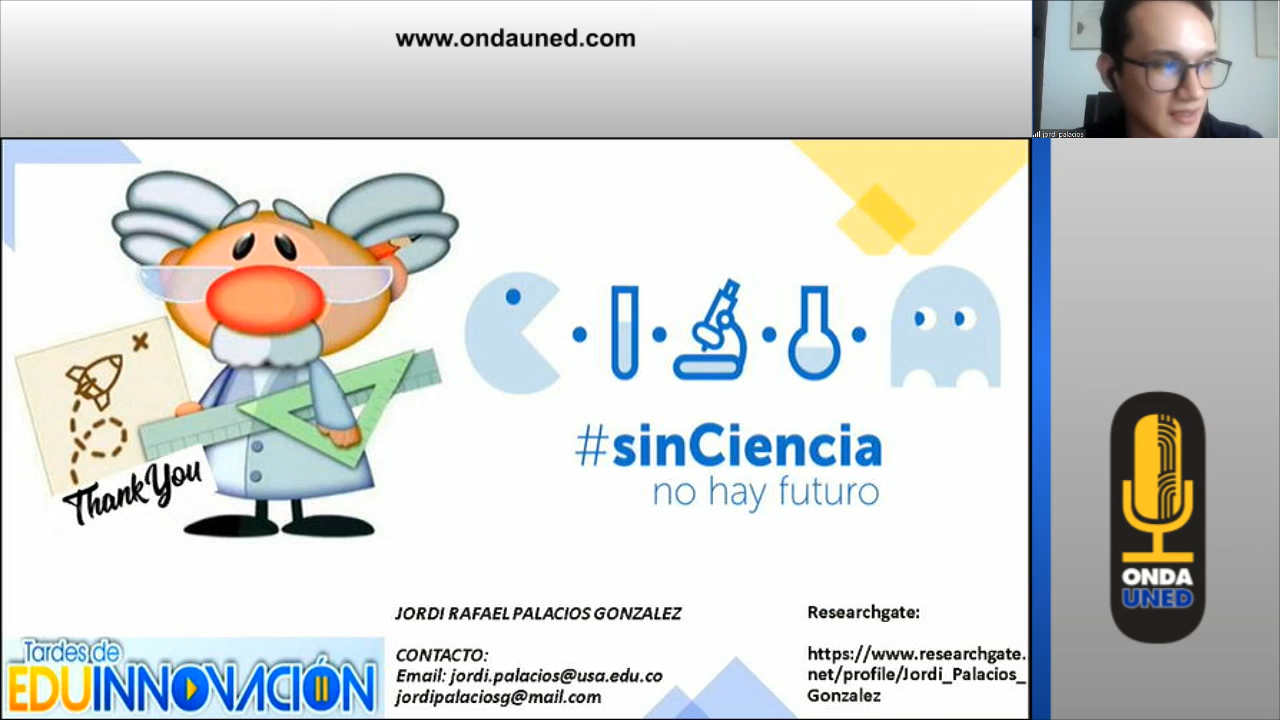 www.ondauned.com
jordi_palacios
Thank You
#sinCiencia
no hay futuro
JORDI RAFAEL PALACIOS GONZALEZ
CONTACTO:
Email: jordi.palacios@usa.edu.co
jordipalaciosg@mail.com
Researchgate:
https://www.researchgate.
net/profile/Jordi_Palacios_
Gonzalez
Tardes de
EDUINNOVACIÓN
ONDA
UNED